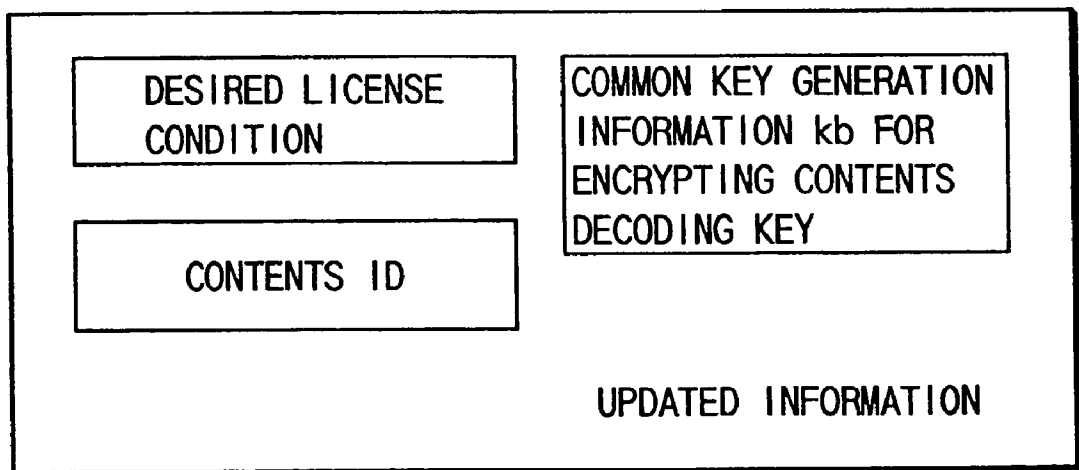 DESIRED LICENSE
CONDITION
CONTENTS ID
COMMON KEY GENERATION
INFORMATION kb FOR
ENCRYPTING CONTENTS
DECODING KEY
UPDATED INFORMATION